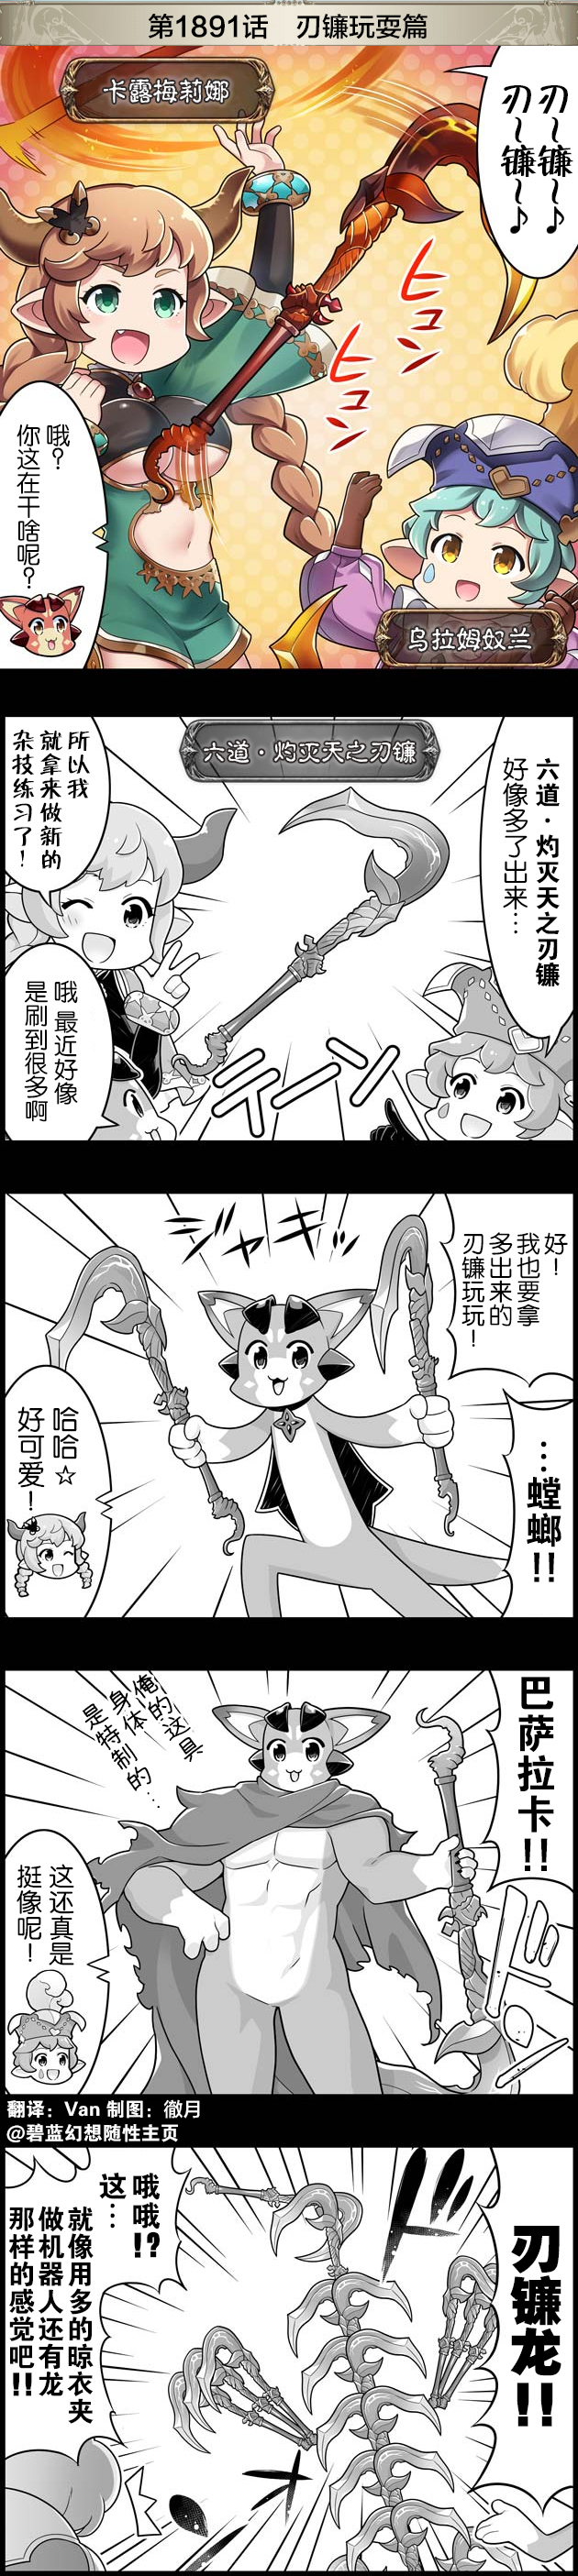 第1891话 刃镰玩耍篇
卡露梅莉娜
刃～镰～♪
刃～镰～♪
ヒュン
ヒュン
哦？
你这在干啥呢？
乌拉姆奴兰
六道·灼灭天之刃镰
六道·灼灭天之刃镰
好像多了出来…
所以我
就拿来做新的
杂技练习了！
哦 最近好像
是刷到很多啊
テーン
ジャキッ
好！
我也要拿
多出来的
刃镰玩玩！
…螳螂!!
哈哈☆
好可爱！
巴萨拉卡!!
俺的这具
身体的
是特制的…
ドン
这还真是
挺像呢！
翻译：Van 制图：徹月
@碧蓝幻想随性主页
刃镰龙!!
ドン
哦哦!?
这…
就像用多的晾衣夹
做机器人还有龙
那样的感觉吧!!